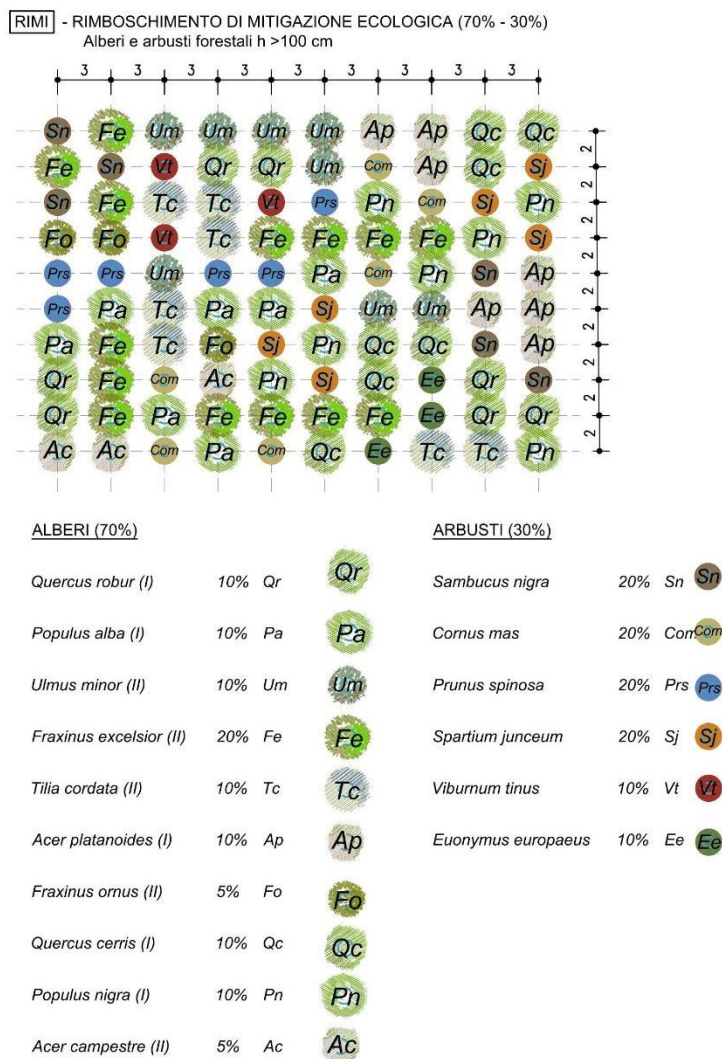 RIMI - RIMBOSCHIMENTO DI MITIGAZIONE ECOLOGICA (70% - 30%)
Alberi e arbusti forestali h >100 cm
3 3 3 3 3 3 3 3 3
Sn Fe Um Um Um Um Ap Ap Qc Qc
Fe Sn Vt Qr Qr Um Com Ap Qc Sj
Sn Fe Tc Tc Vt Prs Pn Com Sj Pn
Fo Fo Vt Tc Fe Fe Fe Fe Pn Sj
Prs Prs Um Prs Prs Pa Com Pn Sn Ap
Prs Pa Tc Pa Pa Sj Um Um Ap Ap
Pa Fe Tc Fo Sj Pn Qc Qc Sn Ap
Qr Fe Com Ac Pn Sj Qc Ee Qr Sn
Qr Fe Pa Fe Fe Fe Fe Ee Qr Qr
Ac Ac Com Pa Com Qc Ee Tc Tc Pn
2
2
2
2
2
2
2
2
2
ALBERI (70%)
Quercus robur (I) 10% Qr Qr
Populus alba (I) 10% Pa Pa
Ulmus minor (II) 10% Um Um
Fraxinus excelsior (II) 20% Fe Fe
Tilia cordata (II) 10% Tc Tc
Acer platanoides (I) 10% Ap Ap
Fraxinus ornus (II) 5% Fo Fo
Quercus cerris (I) 10% Qc Qc
Populus nigra (I) 10% Pn Pn
Acer campestre (II) 5% Ac Ac
ARBUSTI (30%)
Sambucus nigra 20% Sn Sn
Cornus mas 20% Com Com
Prunus spinosa 20% Prs Prs
Spartium junceum 20% Sj Sj
Viburnum tinus 10% Vt Vt
Euonymus europaeus 10% Ee Ee